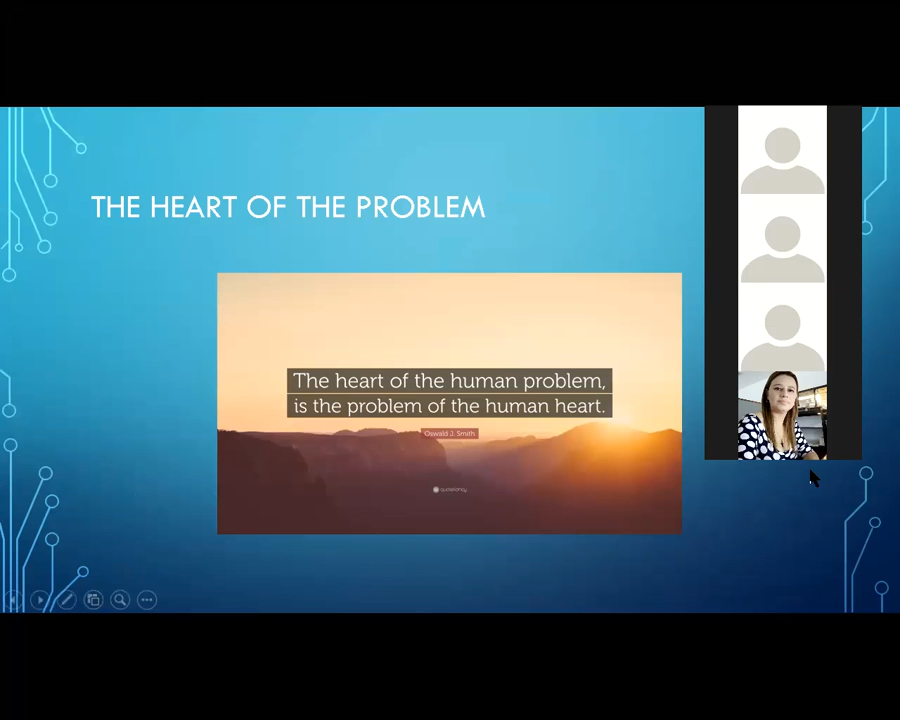 THE HEART OF THE PROBLEM
The heart of the human problem,
is the problem of the human heart.
Oswald J. Smith
quotefancy